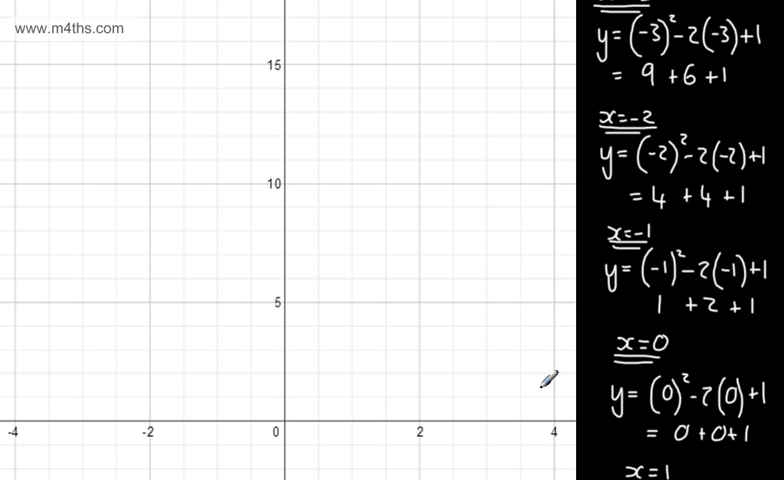 www.m4ths.com
15
10
5
-4 -2 0 2 4
y=(-3)²-2(-3)+1
= 9 +6 +1
x=-2
y=(-2)²-2(-2)+1
= 4 +4 +1
x=-1
y=(-1)²-2(-1)+1
1 +2 +1
x=0
y=(0)²-2(0)+1
= 0+0+1
x=1